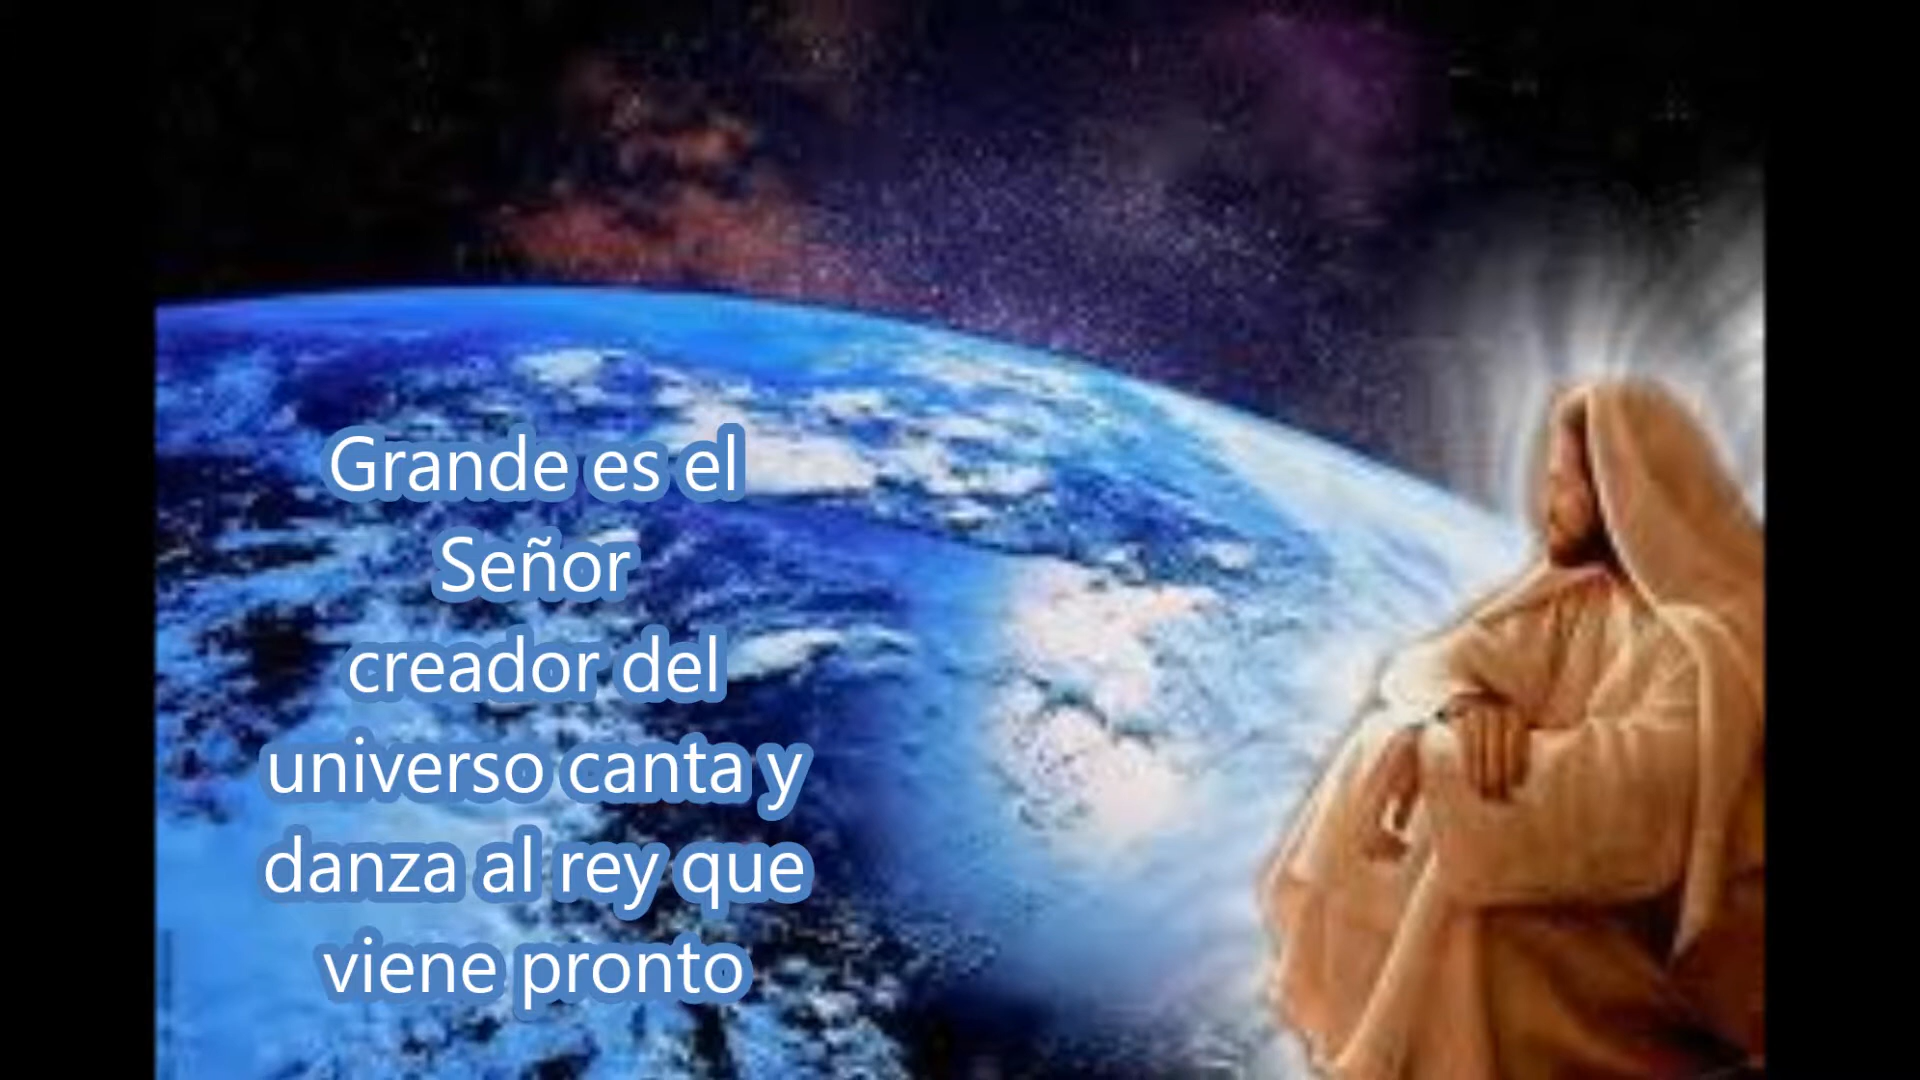 Grande es el
Señor
creador del
universo canta y
danza al rey que
viene pronto